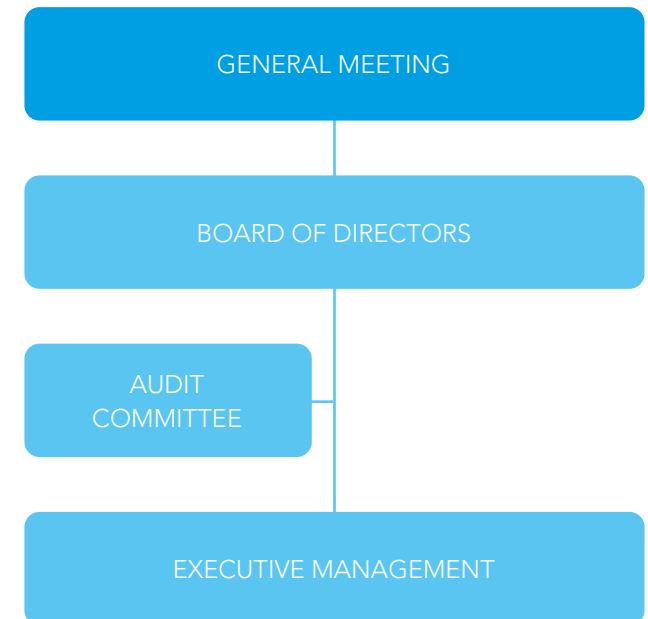 GENERAL MEETING
BOARD OF DIRECTORS
AUDIT
COMMITTEE
EXECUTIVE MANAGEMENT